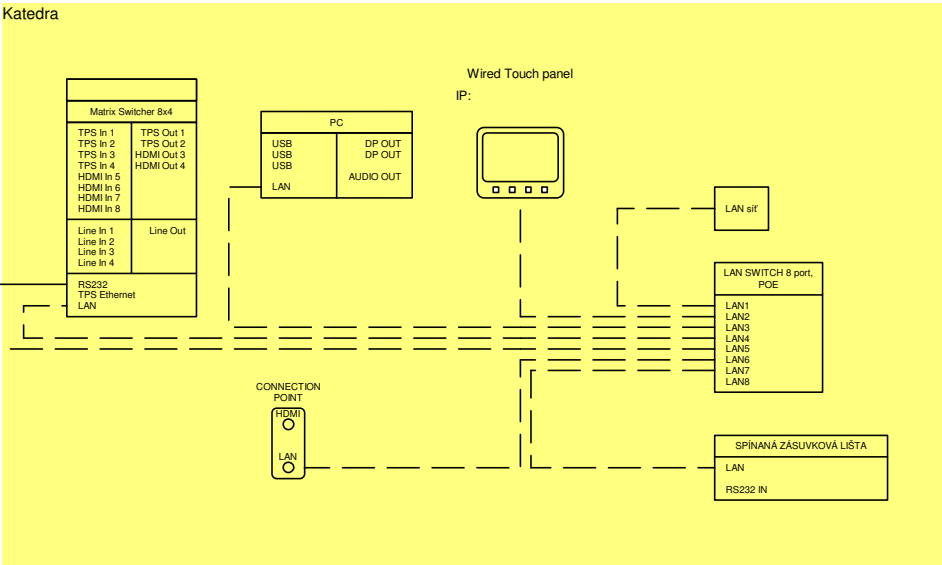 Katedra
Matrix Switcher 8x4
TPS In 1 TPS Out 1
TPS In 2 TPS Out 2
TPS In 3 HDMI Out 3
TPS In 4 HDMI Out 4
HDMI In 5
HDMI In 6
HDMI In 7
HDMI In 8
Line In 1 Line Out
Line In 2
Line In 3
Line In 4
RS232
TPS Ethernet
LAN
PC
USB DP OUT
USB DP OUT
USB
AUDIO OUT
LAN
Wired Touch panel
IP:
LAN síť
LAN SWITCH 8 port,
POE
LAN1
LAN2
LAN3
LAN4
LAN5
LAN6
LAN7
LAN8
CONNECTION
POINT
HDMI
LAN
SPÍNANÁ ZÁSUVKOVÁ LIŠTA
LAN
RS232 IN